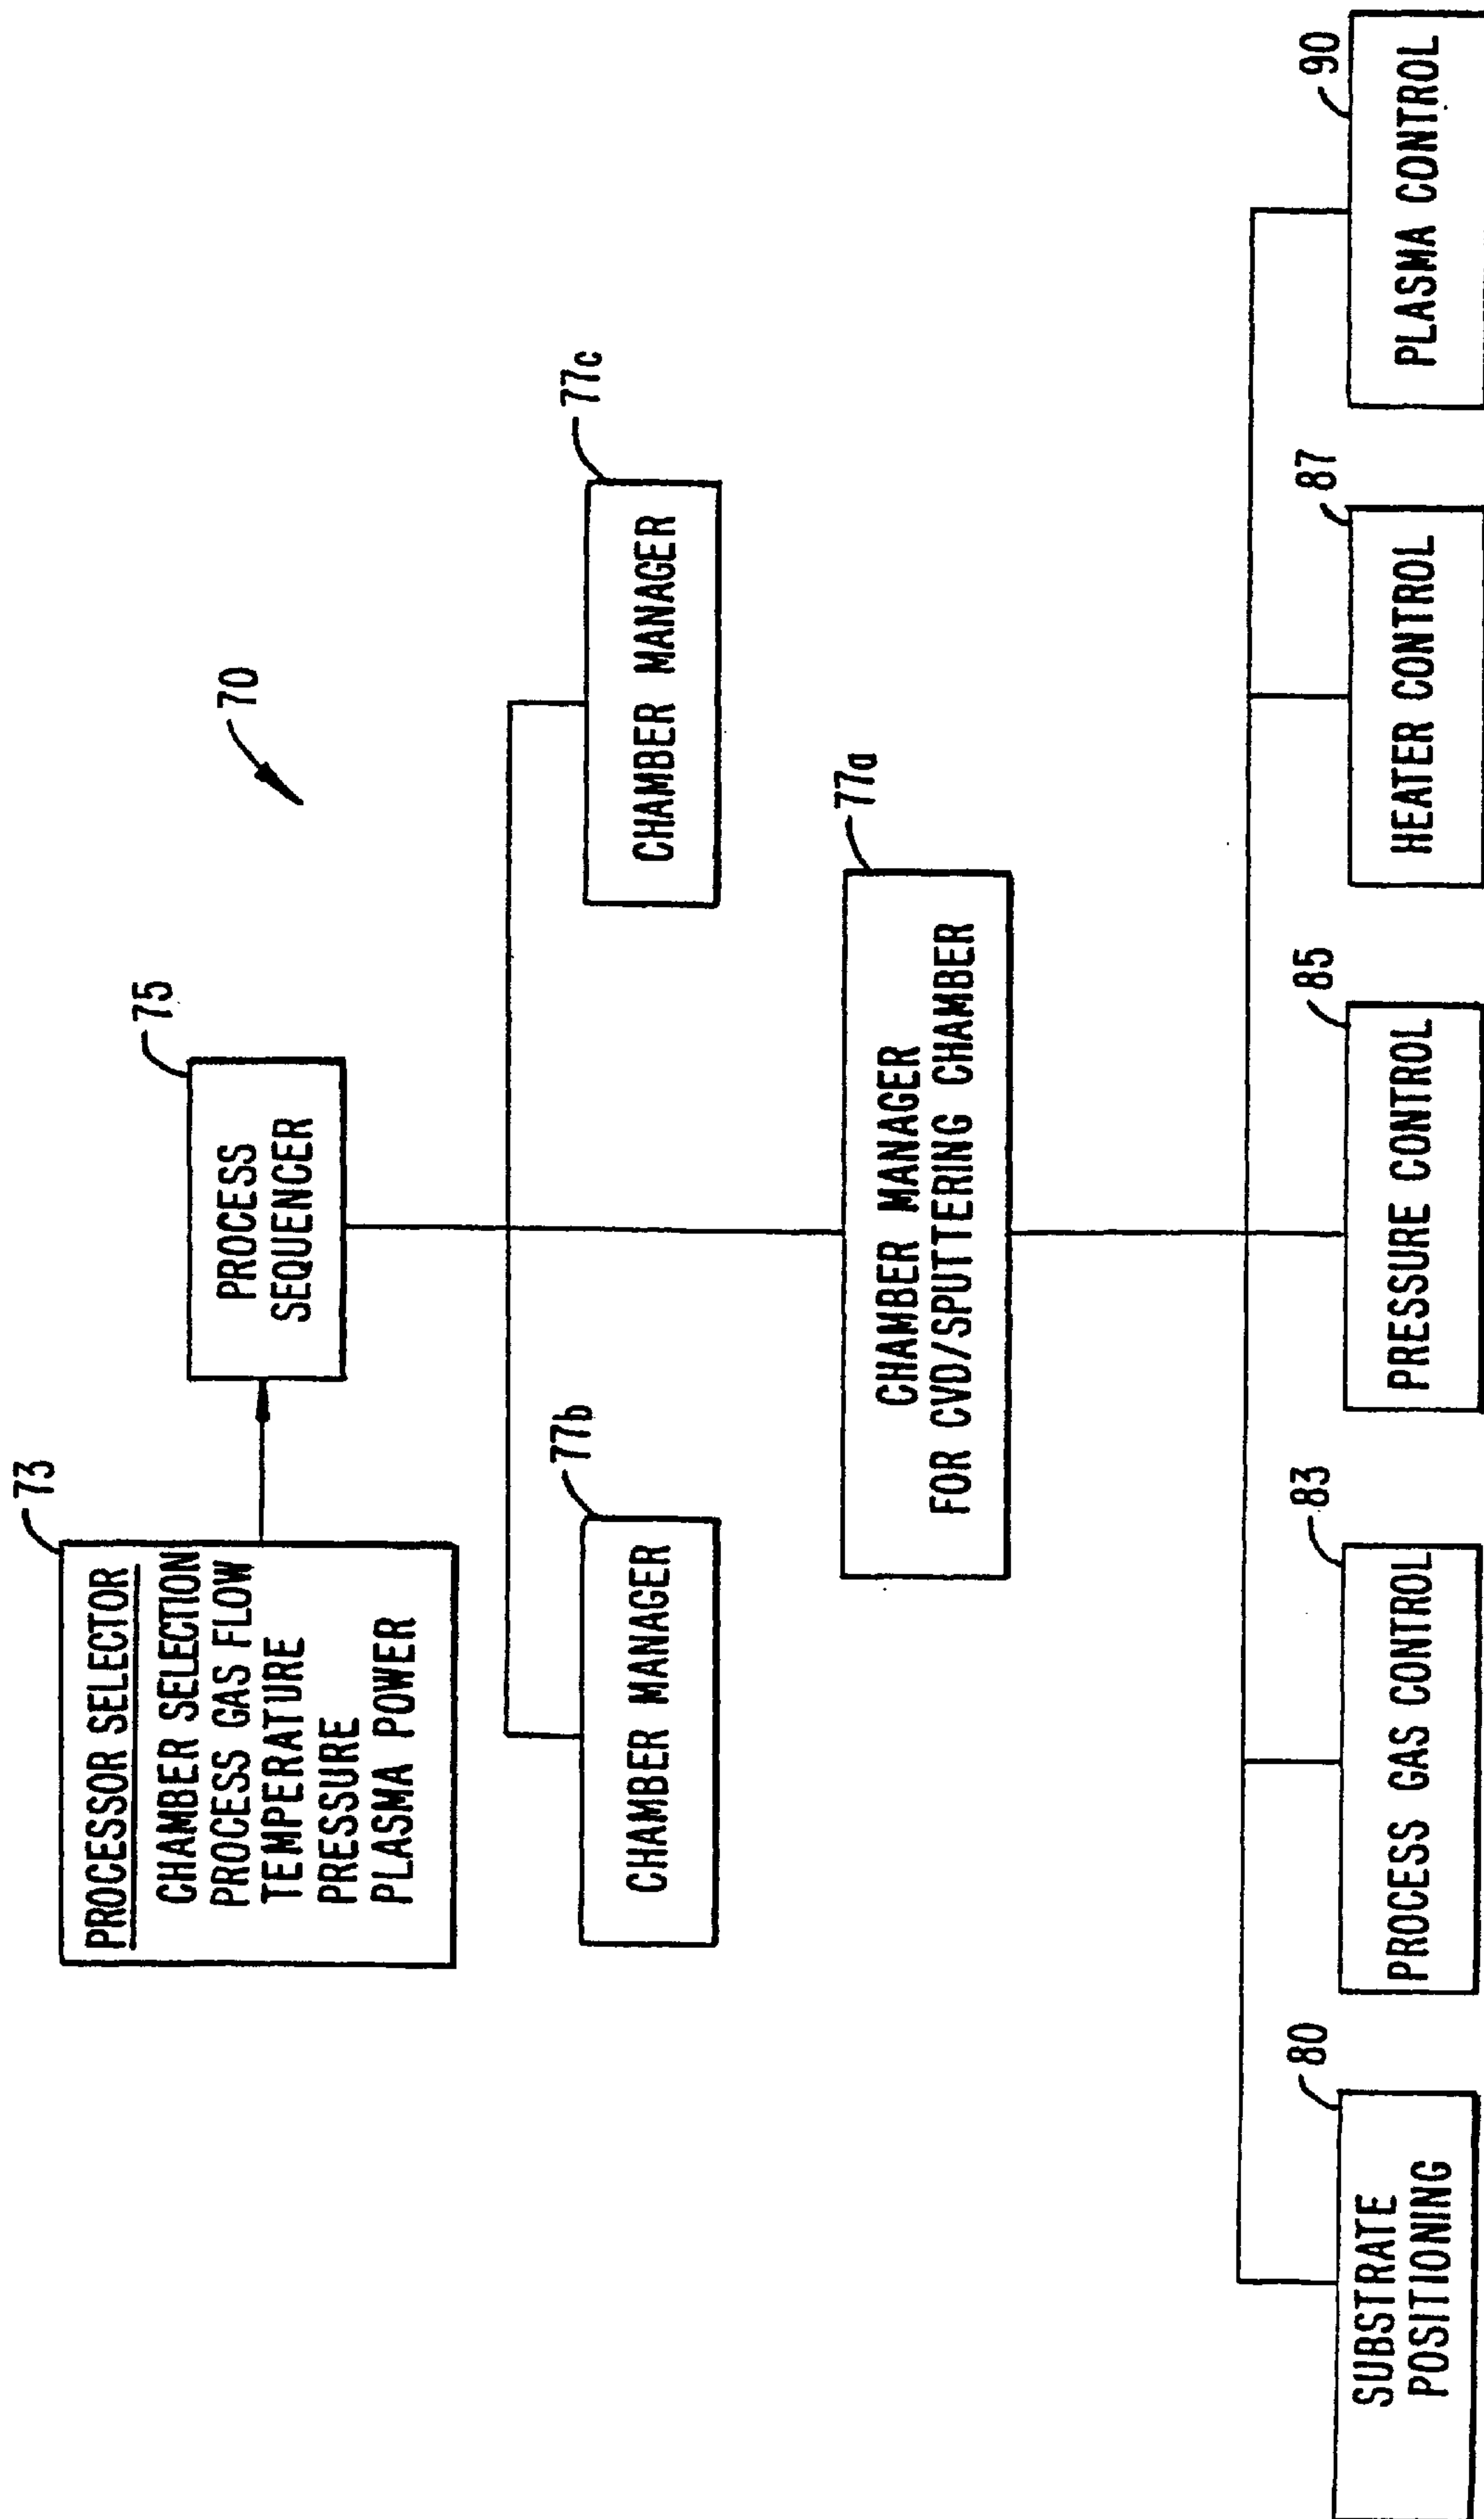 73
PROCESSOR SELECTOR
CHAMBER SELECTION
PROCESS GAS FLOW
TEMPERATURE
PRESSURE
PLASMA POWER
75
PROCESS
SEQUENCER
70
77b
CHAMBER MANAGER
77c
CHAMBER MANAGER
77a
CHAMBER MANAGER
FOR CVD/SPUTTERING CHAMBER
80
SUBSTRATE
POSITIONING
83
PROCESS GAS CONTROL
85
PRESSURE CONTROL
87
HEATER CONTROL
90
PLASMA CONTROL